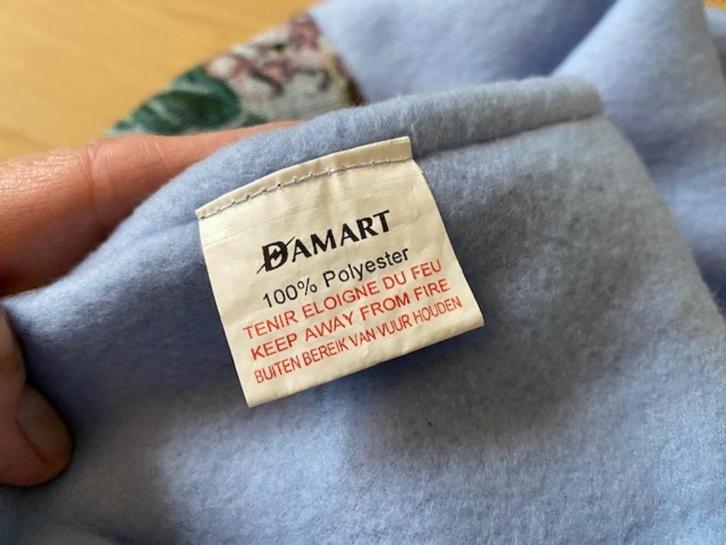 DAMART
100% Polyester
TENIR ELOIGNE DU FEU
KEEP AWAY FROM FIRE
BUITEN BEREIK VAN VUUR HOUDEN